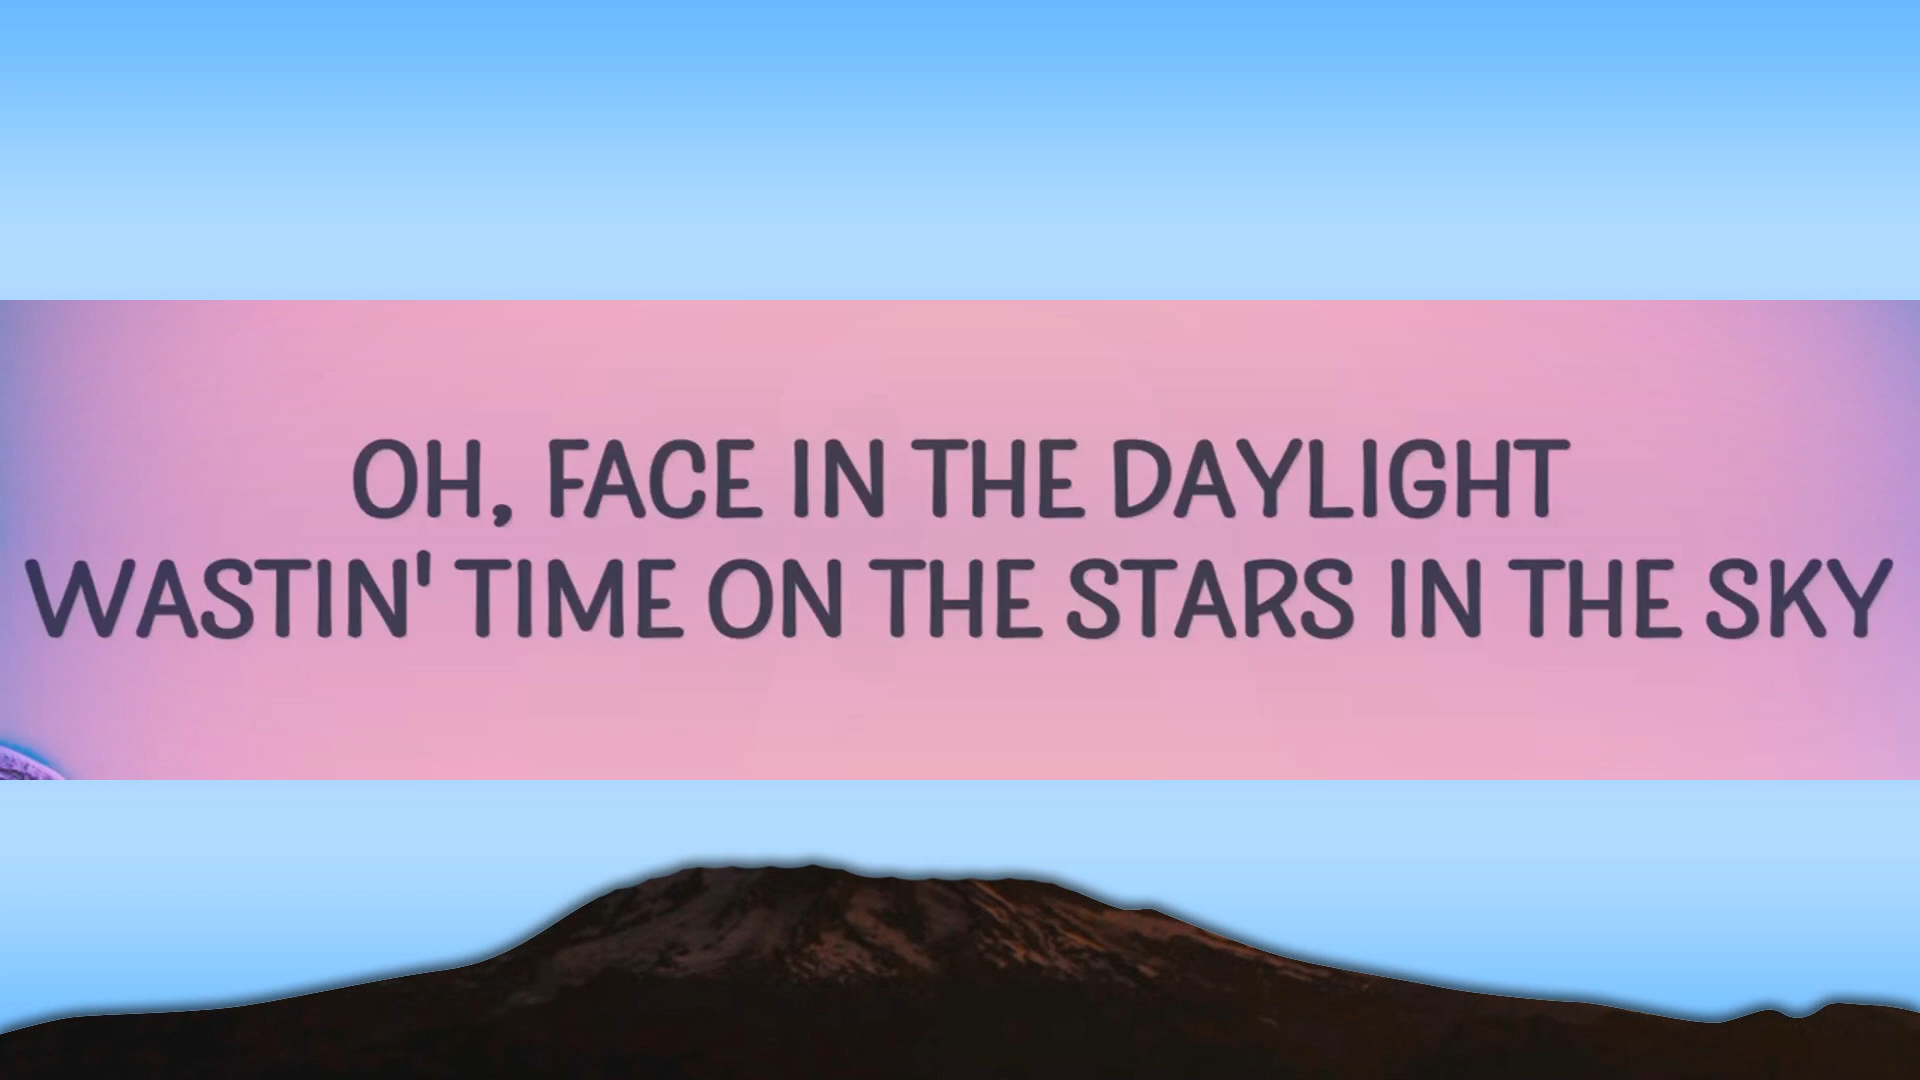 OH, FACE IN THE DAYLIGHT
WASTIN' TIME ON THE STARS IN THE SKY